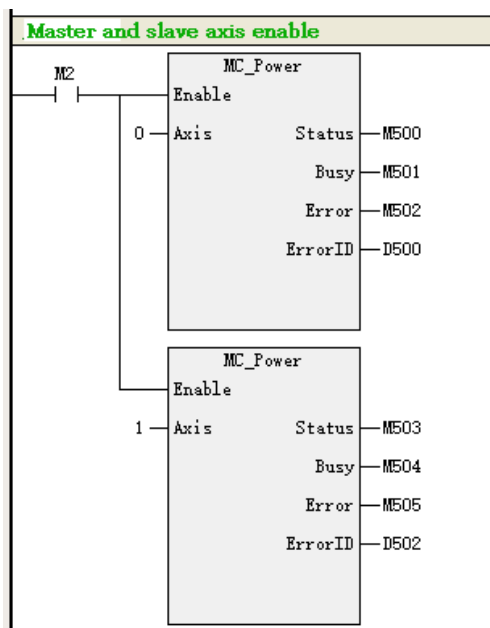 Master and slave axis enable
M2
MC_Power
Enable
0 Axis Status M500
Busy M501
Error M502
ErrorID D500
MC_Power
Enable
1 Axis Status M503
Busy M504
Error M505
ErrorID D502